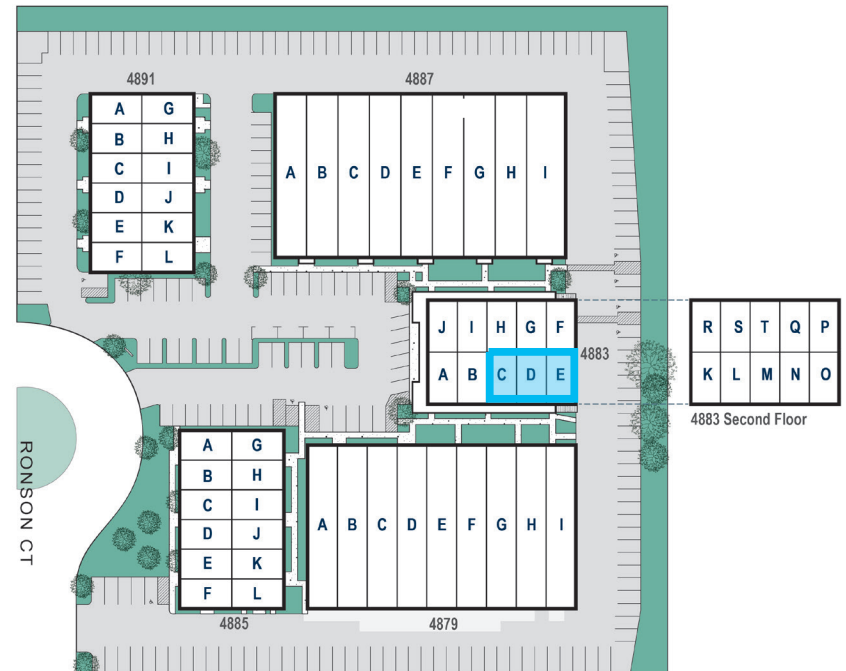 4891
4887
A G
B H
C I
D J
E K
F L
A B C D E F G H I
J I H G F
A B C D E
4883
R S T Q P
K L M N O
4883 Second Floor
RONSON CT
A G
B H
C I
D J
E K
F L
A B C D E F G H I
4885
4879